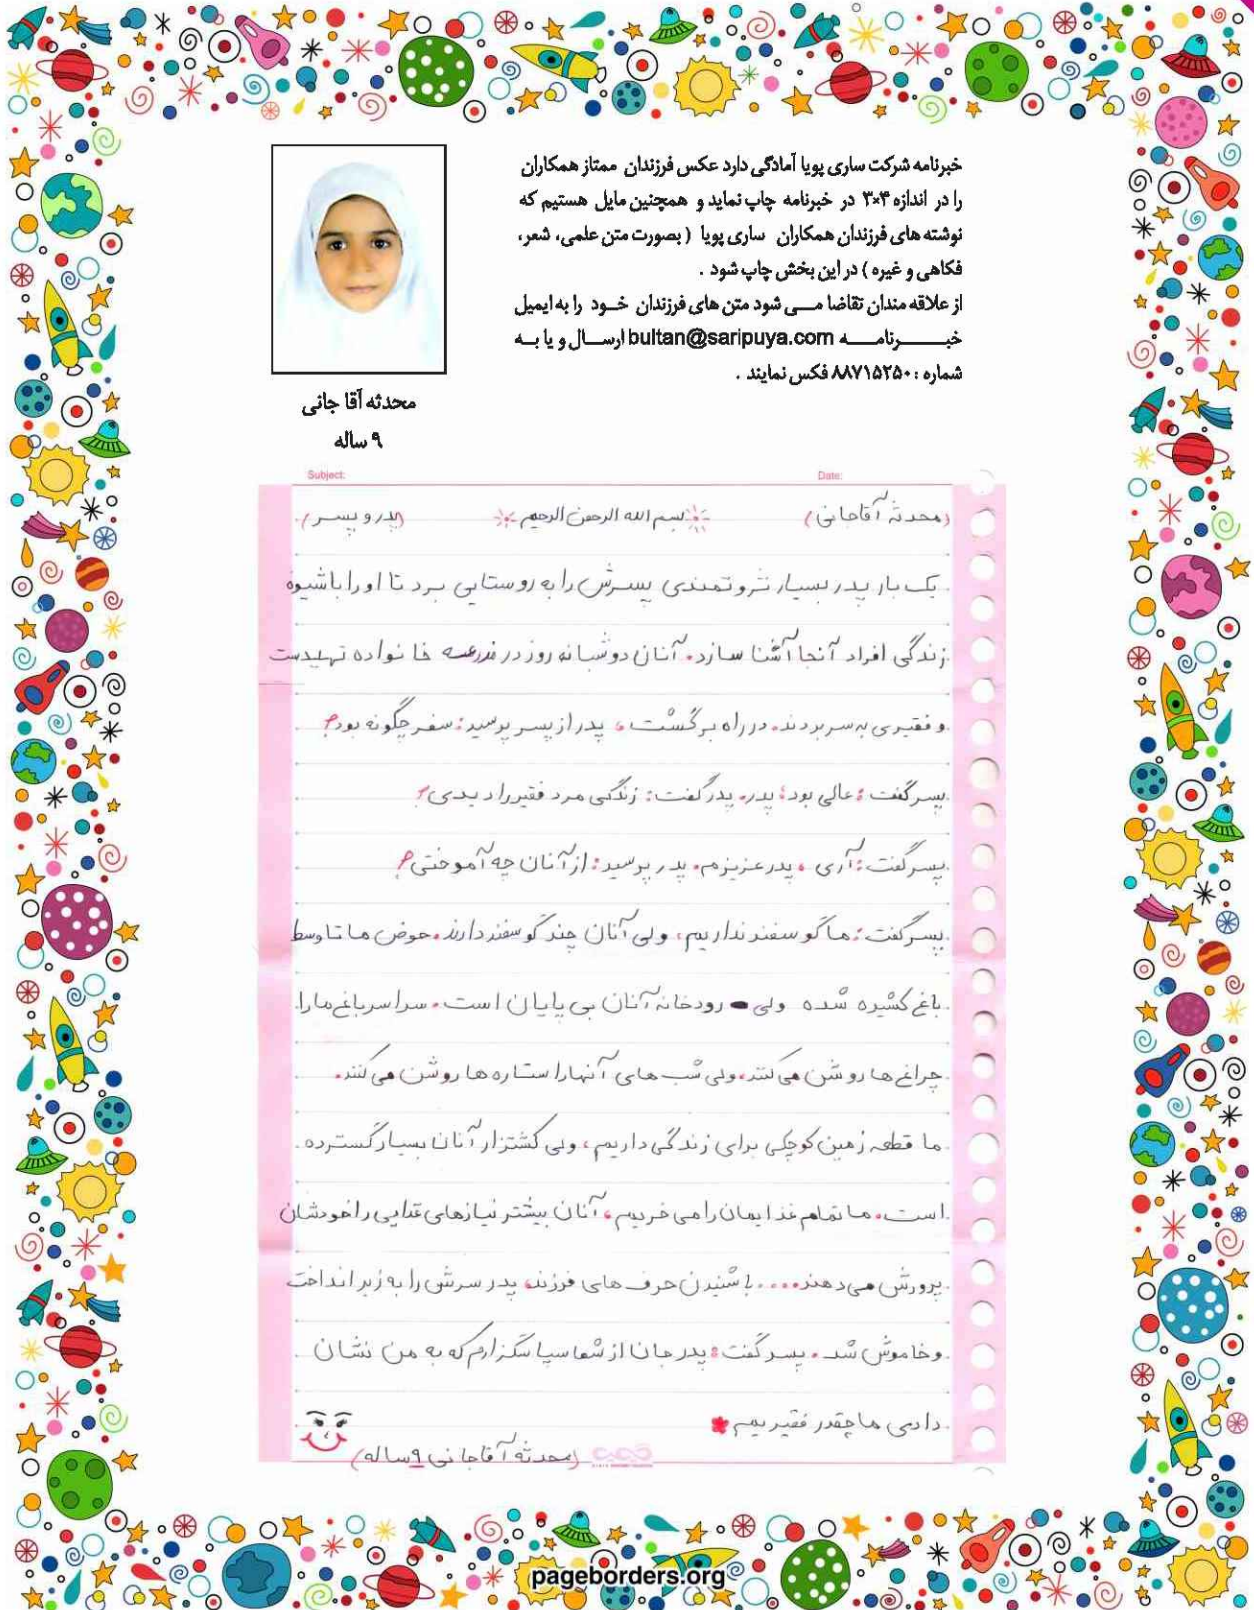 خبرنامه شرکت ساری پویا آمادگی دارد عکس فرزندان ممتاز همکاران
را در اندازه ۴×۳ در خبرنامه چاپ نماید و همچنین مایل هستیم که
نوشته های فرزندان همکاران ساری پویا ( بصورت متن علمی، شعر،
فکاهی و غیره ) در این بخش چاپ شود .
از علاقه مندان تقاضا مــی شود متن های فرزندان خــود را به ایمیل
خبــــرنامــــه bultan@saripuya.com ارســال و یا بــه
شماره : ۸۸۷۱۵۲۵۰ فکس نمایند .
محدثه آقا جانی
۹ ساله
Subject: Date:
(محدثه آقاجانی) بسم الله الرحمن الرحیم (پدر و پسر).
یک بار پدر بسیار ثروتمندی پسرش را به روستایی برد تا او را با شیوه
زندگی افراد آنجا آشنا سازد. آنان دو شبانه روز در مزرعه خانواده تهیدست
و فقیری به سر بردند. در راه برگشت، پدر از پسر پرسید: سفر چگونه بود؟
پسر گفت: عالی بود؛ پدر. پدر گفت: زندگی مرد فقیر را دیدی؟
پسر گفت: آری، پدر عزیزم. پدر پرسید: از آنان چه آموختی؟
پسر گفت: ما گوسفند نداریم، ولی آنان چند گوسفند دارند. حوض ما تا وسط
باغ کشیده شده ولی رودخانه آنان بی پایان است. سراسر باغ ما را
چراغ ها روشن می کنند، ولی شب های آنها را ستاره ها روشن می کنند.
ما قطعه زمین کوچکی برای زندگی داریم، ولی کشتزار آنان بسیار گسترده
است. ما تمام غذایمان را می خریم، آنان بیشتر نیازهای غذایی را خودشان
پرورش می دهند.... با شنیدن حرف های فرزند، پدر سرش را به زیر انداخت
و خاموش شد. پسر گفت: پدر جان از شما سپاسگزارم که به من نشان
دادی ما چقدر فقیریم
(محدثه آقاجانی ۹ ساله)
pageborders.org